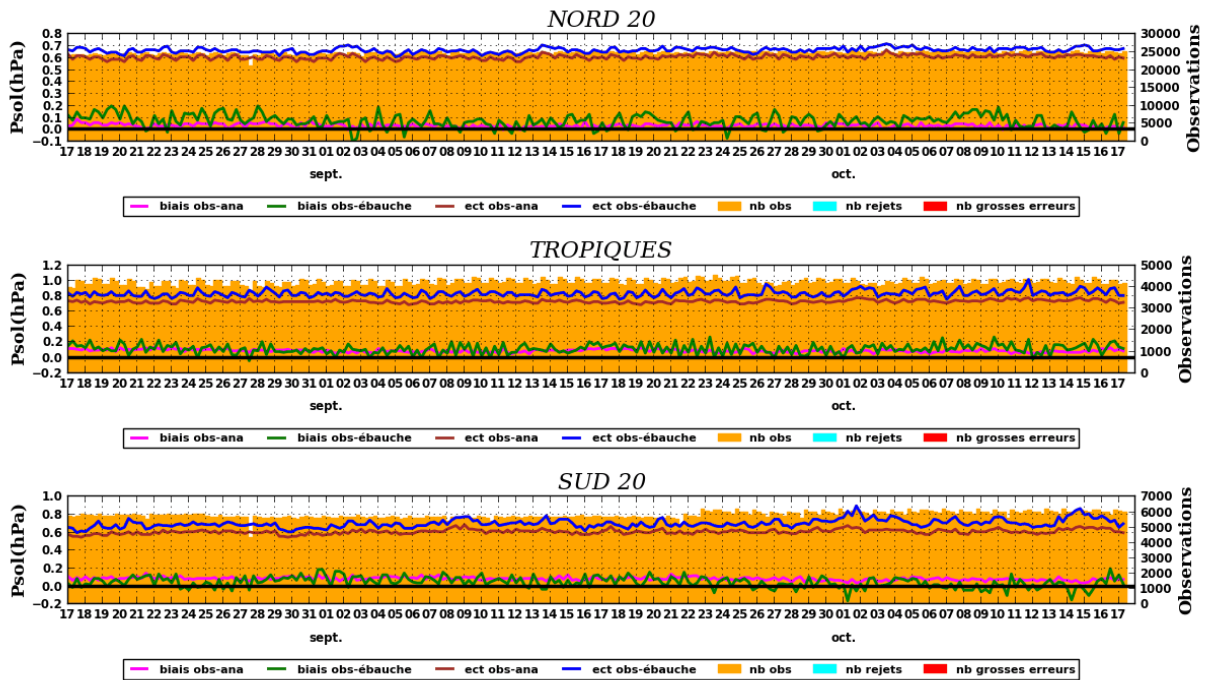 NORD 20
Psol(hPa)
0.8
0.7
0.6
0.5
0.4
0.3
0.2
0.1
0.0
−0.1
30000
25000
20000
15000
10000
5000
0
Observations
17 18 19 20 21 22 23 24 25 26 27 28 29 30 31 01 02 03 04 05 06 07 08 09 10 11 12 13 14 15 16 17 18 19 20 21 22 23 24 25 26 27 28 29 30 01 02 03 04 05 06 07 08 09 10 11 12 13 14 15 16 17
sept. oct.
biais obs-ana biais obs-ébauche ect obs-ana ect obs-ébauche nb obs nb rejets nb grosses erreurs
TROPIQUES
Psol(hPa)
1.2
1.0
0.8
0.6
0.4
0.2
0.0
−0.2
5000
4000
3000
2000
1000
0
Observations
17 18 19 20 21 22 23 24 25 26 27 28 29 30 31 01 02 03 04 05 06 07 08 09 10 11 12 13 14 15 16 17 18 19 20 21 22 23 24 25 26 27 28 29 30 01 02 03 04 05 06 07 08 09 10 11 12 13 14 15 16 17
sept. oct.
biais obs-ana biais obs-ébauche ect obs-ana ect obs-ébauche nb obs nb rejets nb grosses erreurs
SUD 20
Psol(hPa)
1.0
0.8
0.6
0.4
0.2
0.0
−0.2
7000
6000
5000
4000
3000
2000
1000
0
Observations
17 18 19 20 21 22 23 24 25 26 27 28 29 30 31 01 02 03 04 05 06 07 08 09 10 11 12 13 14 15 16 17 18 19 20 21 22 23 24 25 26 27 28 29 30 01 02 03 04 05 06 07 08 09 10 11 12 13 14 15 16 17
sept. oct.
biais obs-ana biais obs-ébauche ect obs-ana ect obs-ébauche nb obs nb rejets nb grosses erreurs